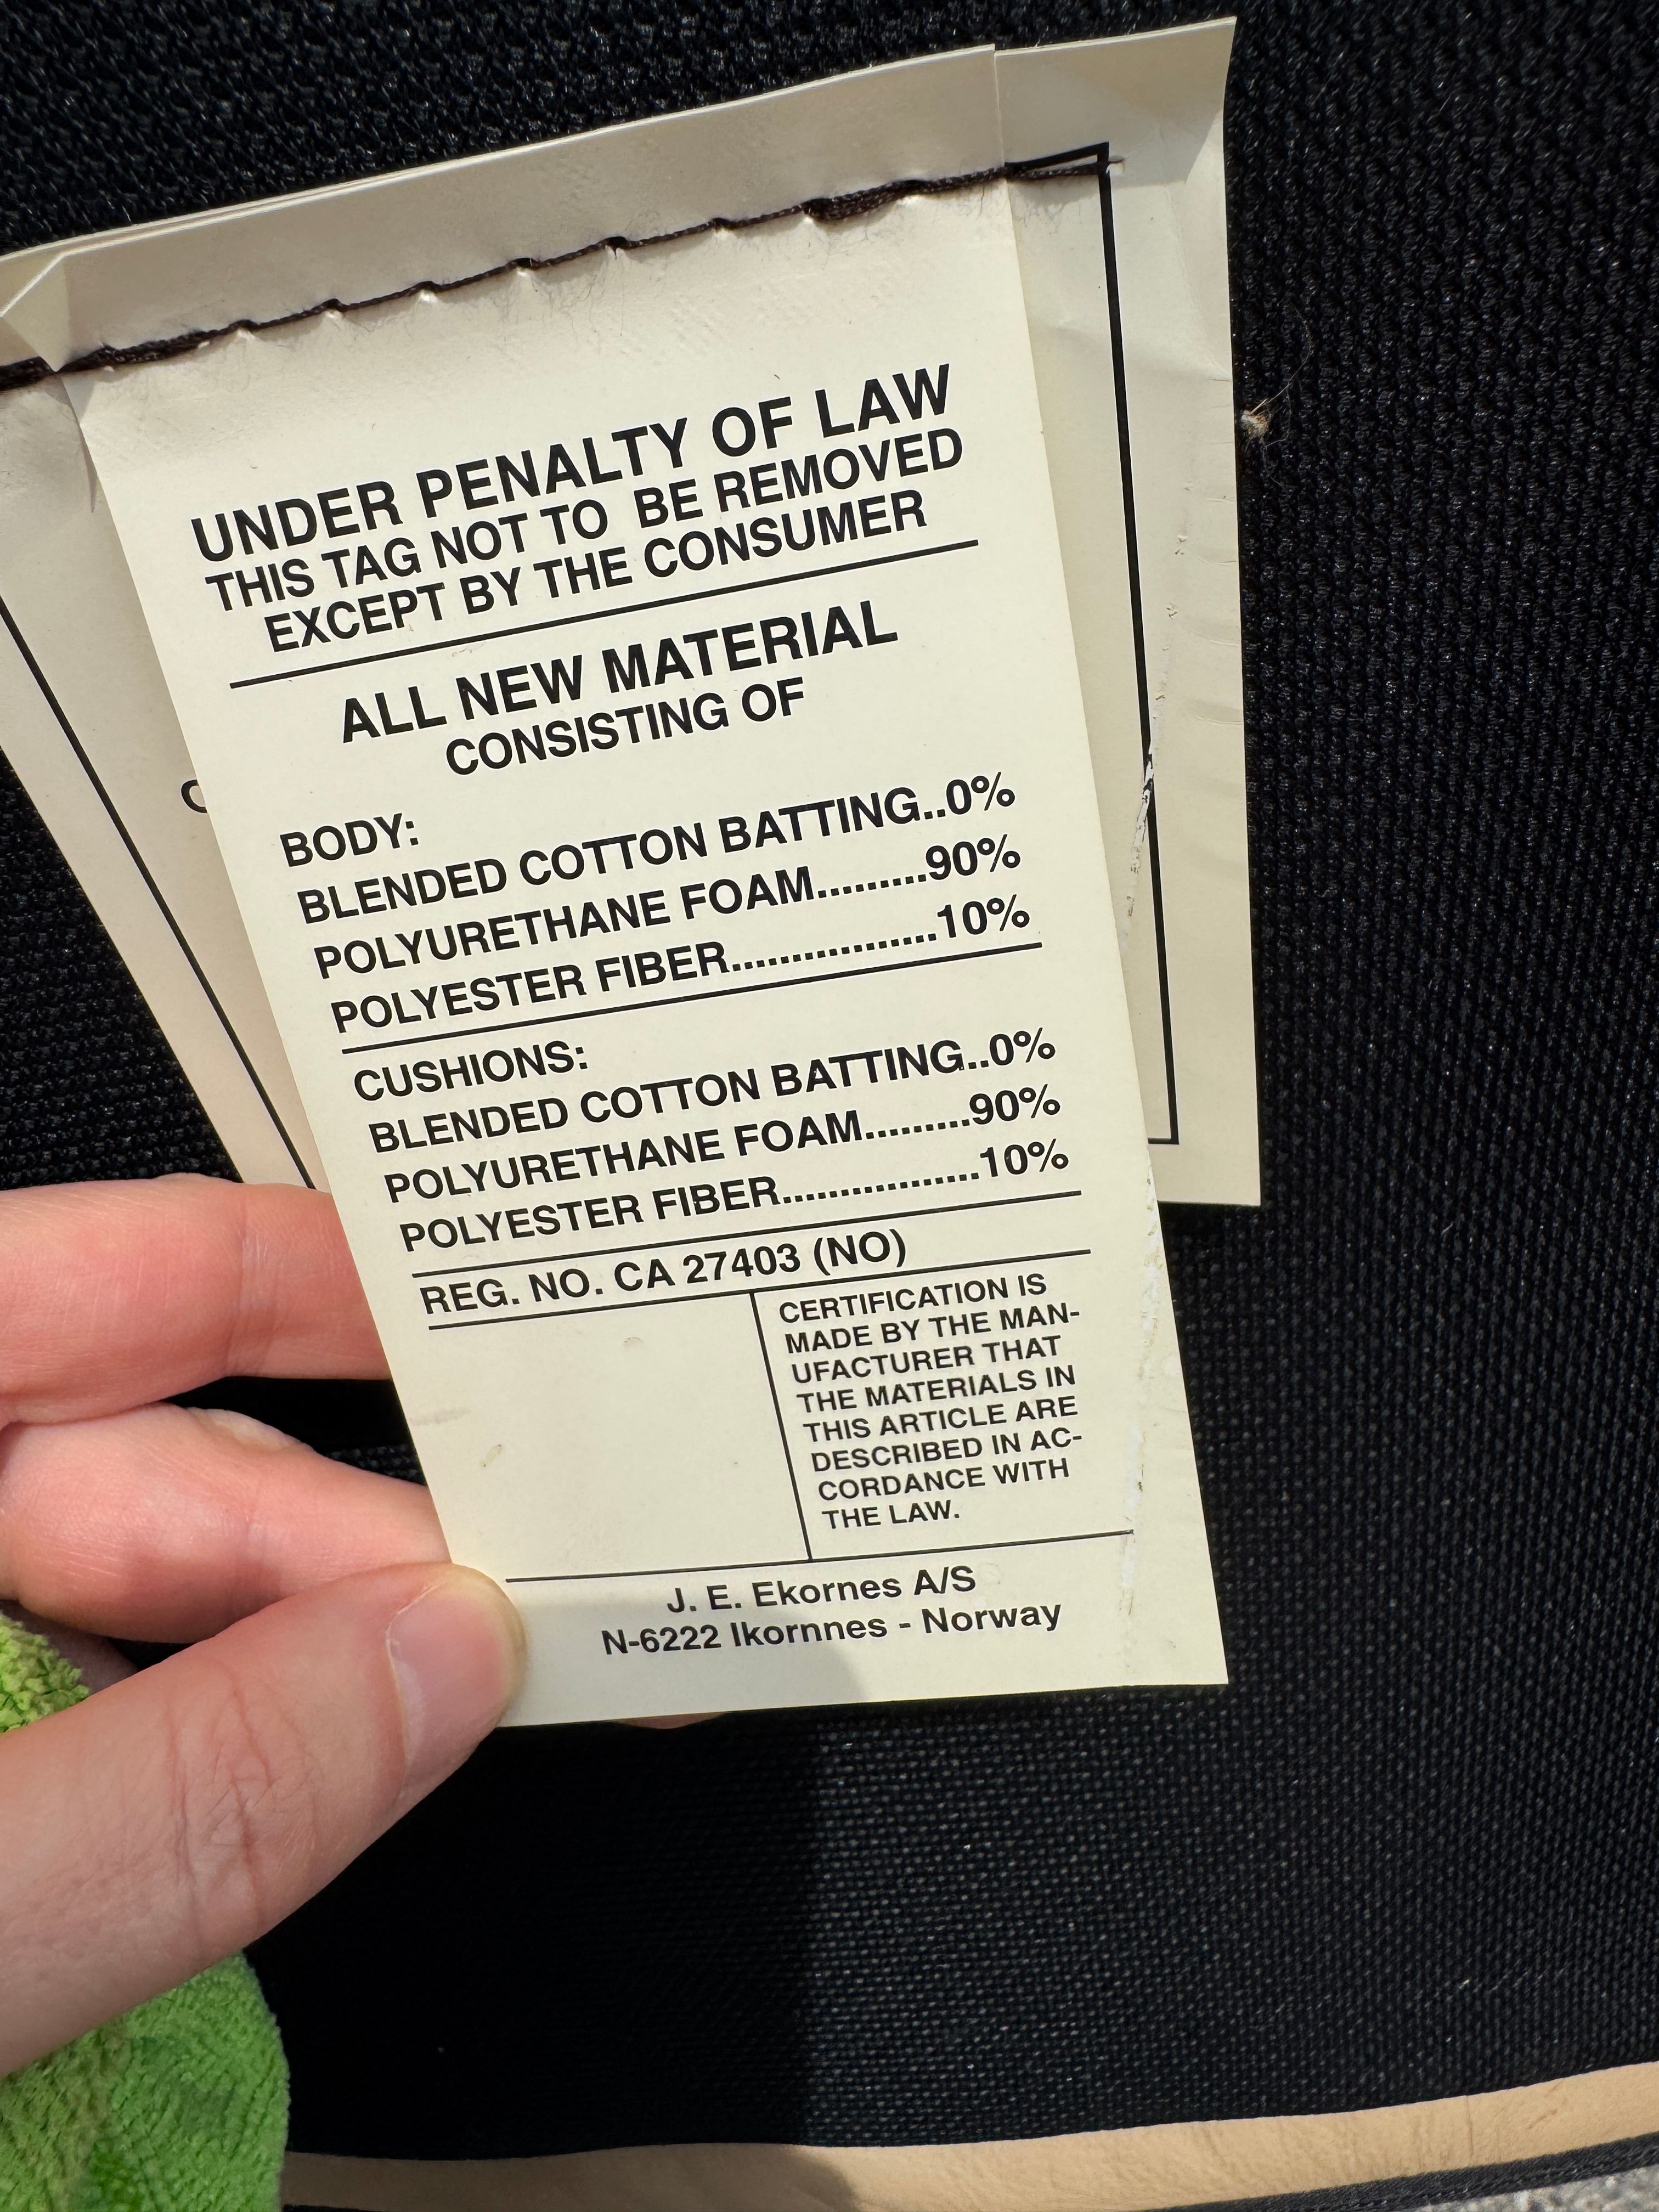 UNDER PENALTY OF LAW
THIS TAG NOT TO BE REMOVED
EXCEPT BY THE CONSUMER
ALL NEW MATERIAL
CONSISTING OF
BODY:
BLENDED COTTON BATTING..0%
POLYURETHANE FOAM.........90%
POLYESTER FIBER.................10%
CUSHIONS:
BLENDED COTTON BATTING..0%
POLYURETHANE FOAM.........90%
POLYESTER FIBER.................10%
REG. NO. CA 27403 (NO)
CERTIFICATION IS
MADE BY THE MAN-
UFACTURER THAT
THE MATERIALS IN
THIS ARTICLE ARE
DESCRIBED IN AC-
CORDANCE WITH
THE LAW.
J. E. Ekornes A/S
N-6222 Ikornnes - Norway